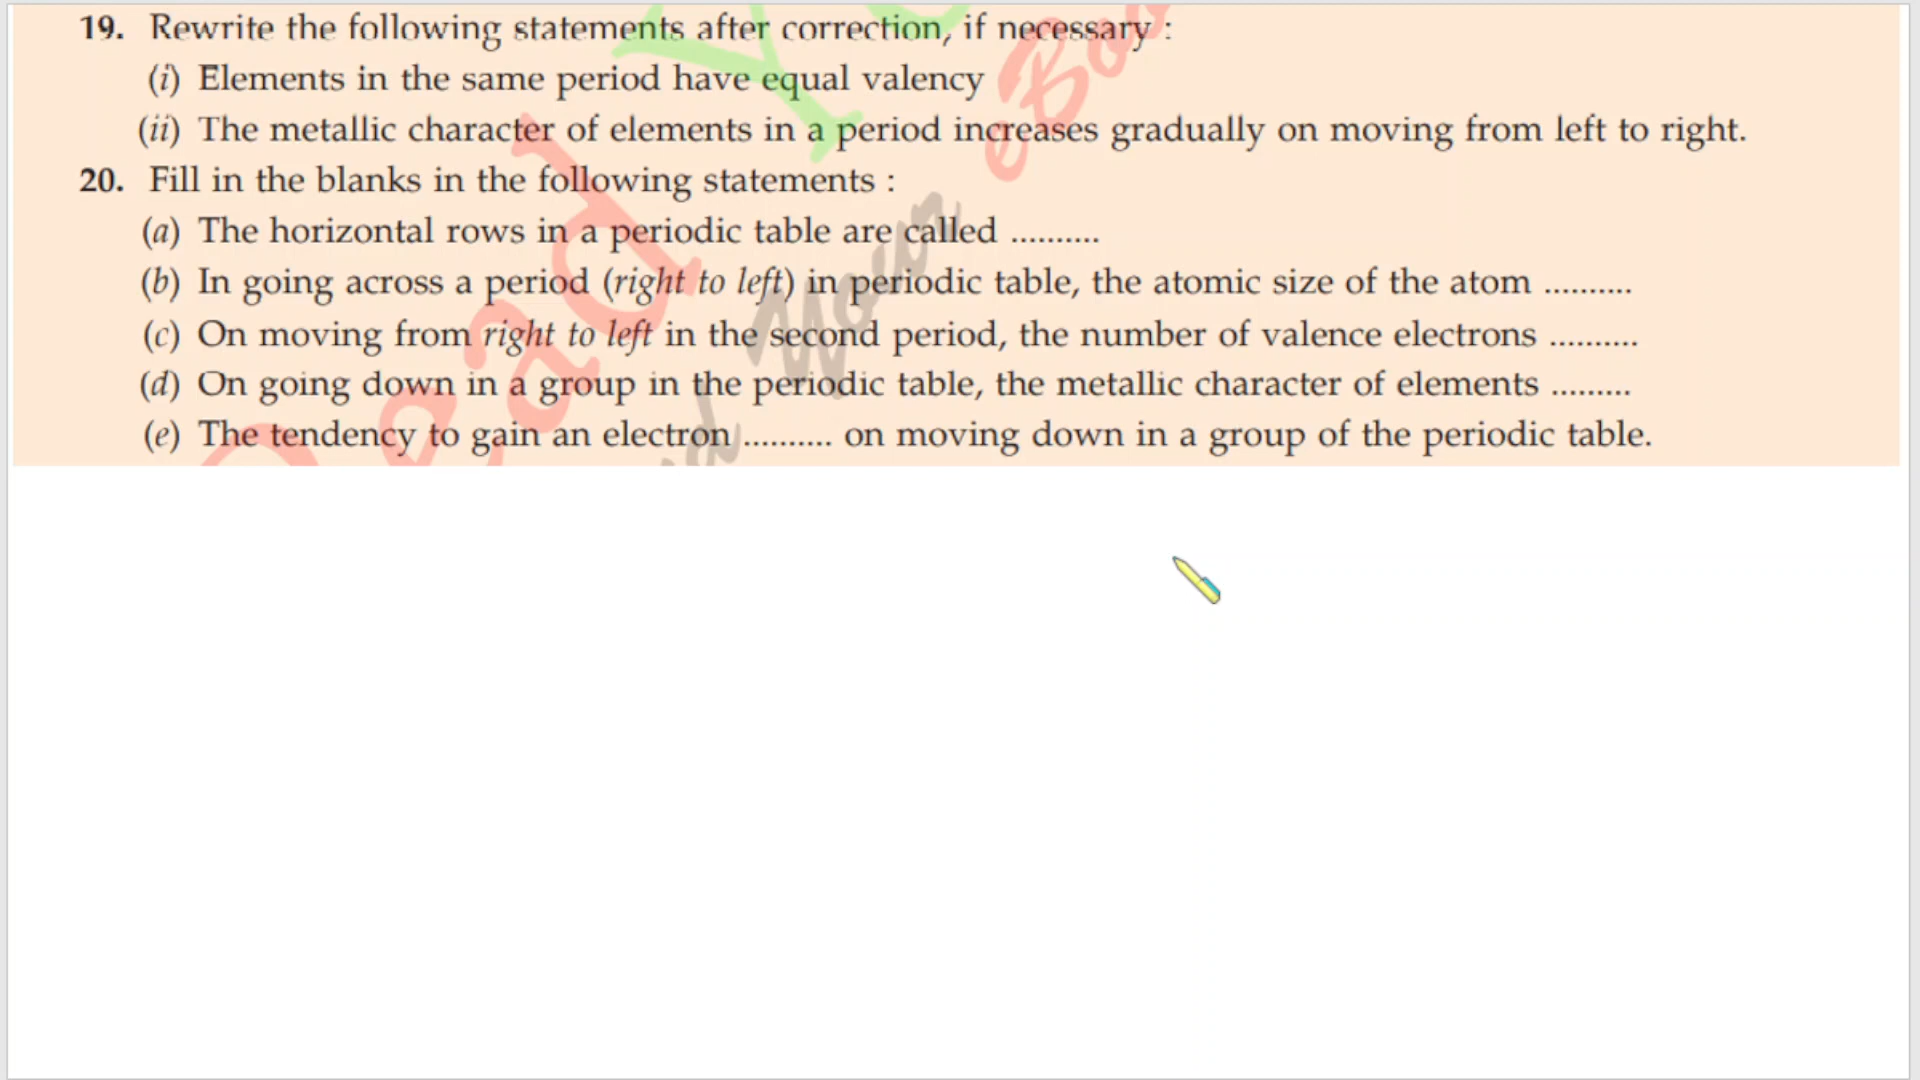 19. Rewrite the following statements after correction, if necessary :
(i) Elements in the same period have equal valency
(ii) The metallic character of elements in a period increases gradually on moving from left to right.
20. Fill in the blanks in the following statements :
(a) The horizontal rows in a periodic table are called ..........
(b) In going across a period (right to left) in periodic table, the atomic size of the atom ..........
(c) On moving from right to left in the second period, the number of valence electrons ..........
(d) On going down in a group in the periodic table, the metallic character of elements .........
(e) The tendency to gain an electron .......... on moving down in a group of the periodic table.